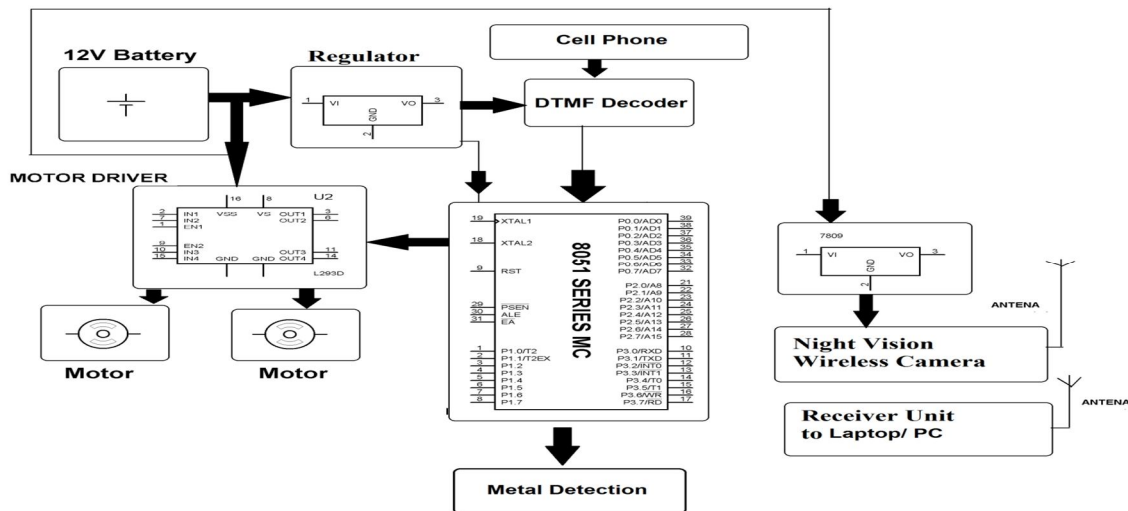 12V Battery
Regulator
1
VI
VO
3
GND
2
Cell Phone
DTMF Decoder
MOTOR DRIVER
U2
16
8
VSS
VS
2
IN1
7
IN2
1
EN1
9
EN2
10
IN3
15
IN4
OUT1
3
OUT2
6
OUT3
11
OUT4
14
GND
GND
L293D
Motor
Motor
8051 SERIES MC
19
XTAL1
18
XTAL2
9
RST
29
PSEN
30
ALE
31
EA
1
P1.0/T2
2
P1.1/T2EX
3
P1.2
4
P1.3
5
P1.4
6
P1.5
7
P1.6
8
P1.7
P0.0/AD0
39
P0.1/AD1
38
P0.2/AD2
37
P0.3/AD3
36
P0.4/AD4
35
P0.5/AD5
34
P0.6/AD6
33
P0.7/AD7
32
P2.0/A8
21
P2.1/A9
22
P2.2/A10
23
P2.3/A11
24
P2.4/A12
25
P2.5/A13
26
P2.6/A14
27
P2.7/A15
28
P3.0/RXD
10
P3.1/TXD
11
P3.2/INT0
12
P3.3/INT1
13
P3.4/T0
14
P3.5/T1
15
P3.6/WR
16
P3.7/RD
17
Metal Detection
7809
1
VI
VO
3
GND
2
ANTENA
Night Vision
Wireless Camera
ANTENA
Receiver Unit
to Laptop/ PC